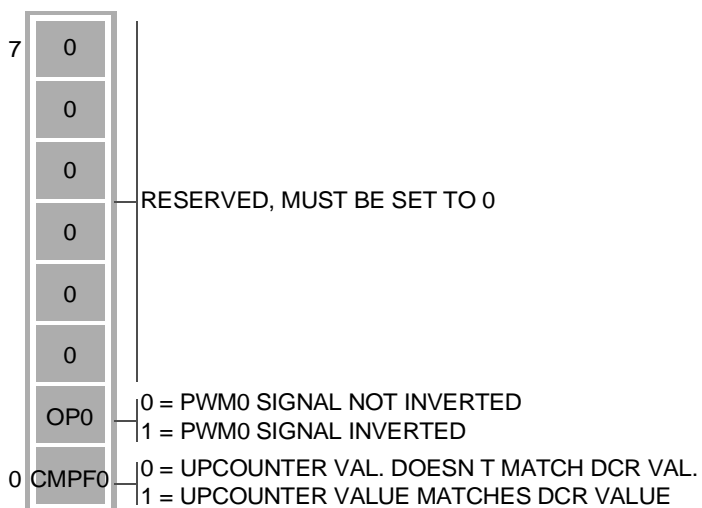 7 0
0
0
0
RESERVED, MUST BE SET TO 0
0
0
OP0
0 = PWM0 SIGNAL NOT INVERTED
1 = PWM0 SIGNAL INVERTED
0 CMPF0
0 = UPCOUNTER VAL. DOESN T MATCH DCR VAL.
1 = UPCOUNTER VALUE MATCHES DCR VALUE